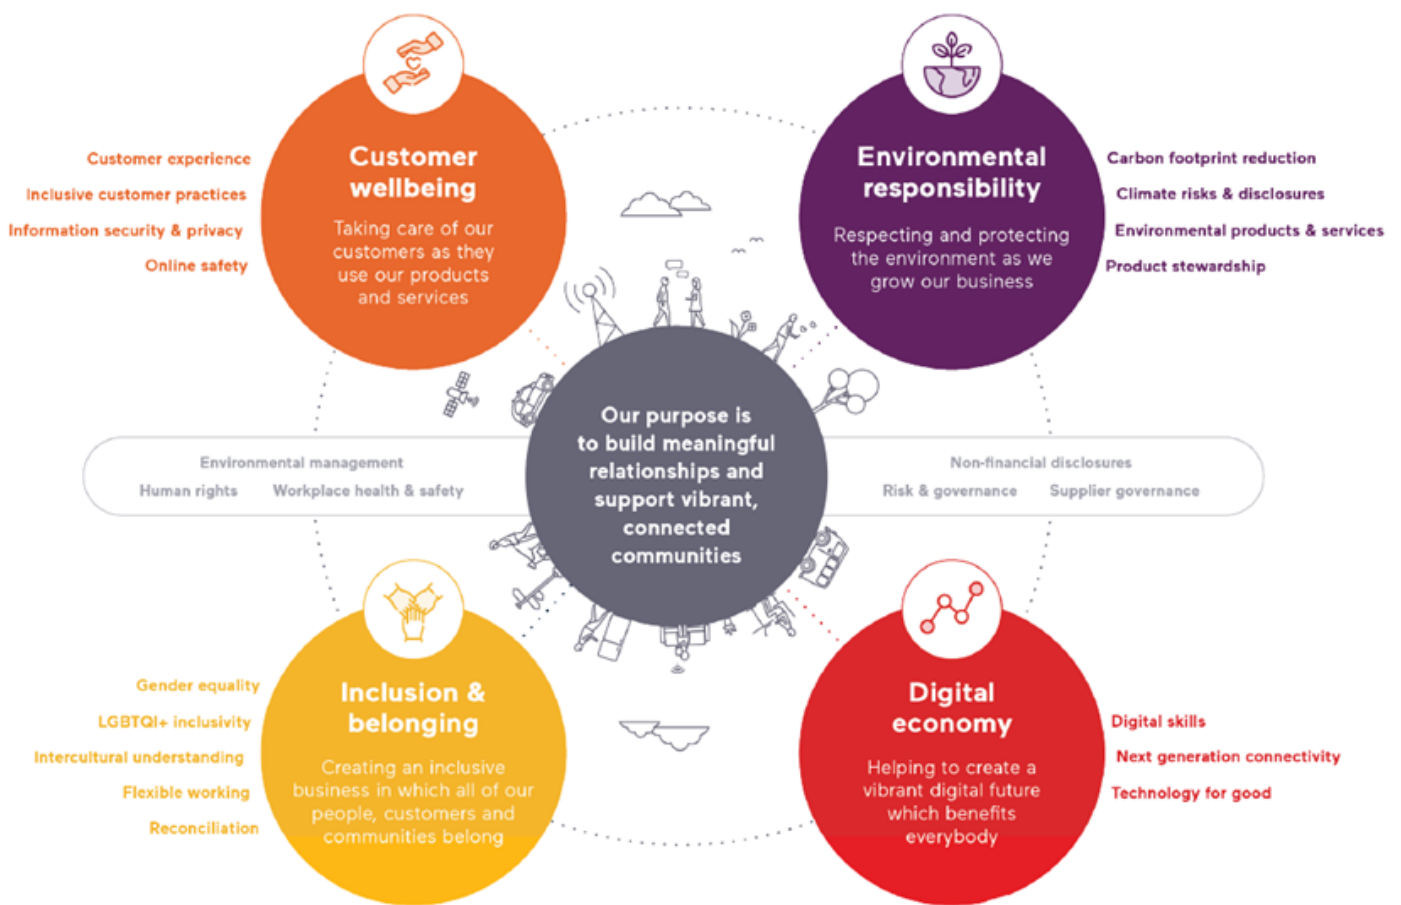 Customer
wellbeing
Taking care of our
customers as they
use our products
and services
Customer experience
Inclusive customer practices
Information security & privacy
Online safety
Environmental
responsibility
Respecting and protecting
the environment as we
grow our business
Carbon footprint reduction
Climate risks & disclosures
Environmental products & services
Product stewardship
Our purpose is
to build meaningful
relationships and
support vibrant,
connected
communities
Environmental management
Human rights Workplace health & safety
Non-financial disclosures
Risk & governance Supplier governance
Inclusion &
belonging
Creating an inclusive
business in which all of our
people, customers and
communities belong
Gender equality
LGBTQI+ inclusivity
Intercultural understanding
Flexible working
Reconciliation
Digital
economy
Helping to create a
vibrant digital future
which benefits
everybody
Digital skills
Next generation connectivity
Technology for good